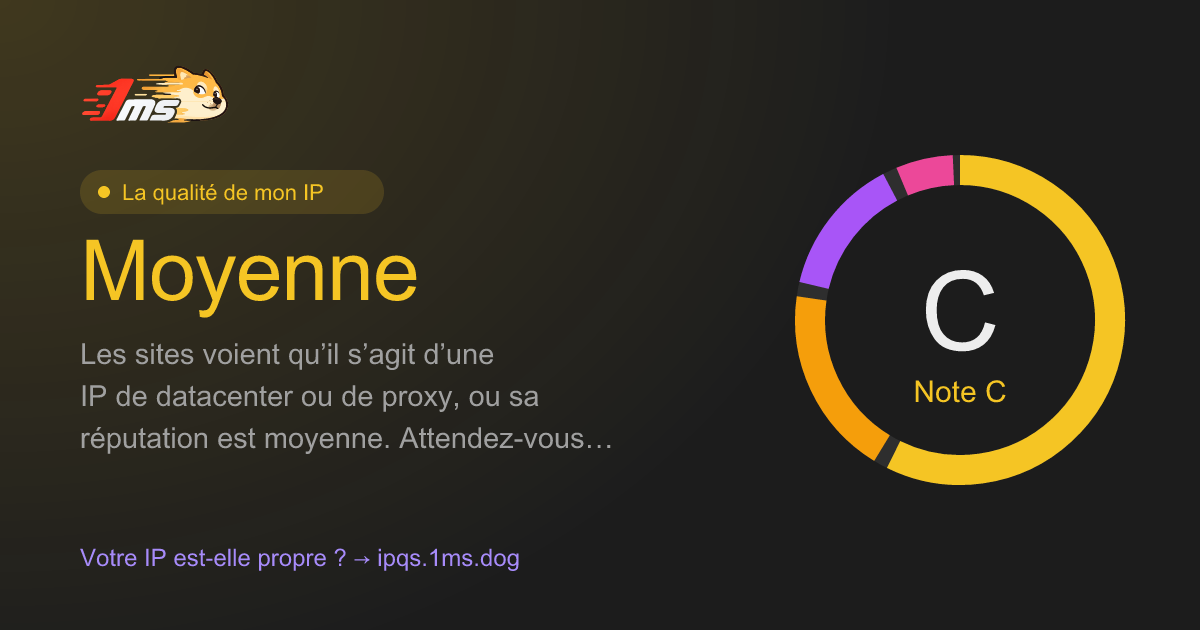 1ms
La qualité de mon IP
Moyenne
Les sites voient qu’il s’agit d’une
IP de datacenter ou de proxy, ou sa
réputation est moyenne. Attendez-vous…
C
Note C
Votre IP est-elle propre ? → ipqs.1ms.dog